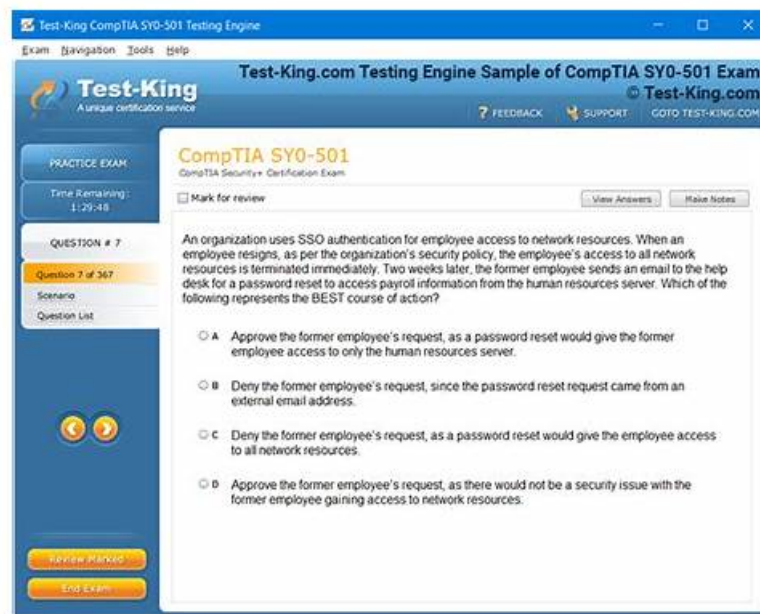 Test-King CompTIA SY0-501 Testing Engine
Exam Navigation Tools Help
Test-King.com Testing Engine Sample of CompTIA SY0-501 Exam
© Test-King.com
Test-King
A unique certification service
? FEEDBACK SUPPORT GOTO TEST-KING.COM
PRACTICE EXAM
Time Remaining:
1:29:48
QUESTION # 7
Question 7 of 367
Scenario
Question List
CompTIA SY0-501
CompTIA Security+ Certification Exam
Mark for review
View Answers Make Notes
An organization uses SSO authentication for employee access to network resources. When an
employee resigns, as per the organization's security policy, the employee's access to all network
resources is terminated immediately. Two weeks later, the former employee sends an email to the help
desk for a password reset to access payroll information from the human resources server. Which of the
following represents the BEST course of action?
A Approve the former employee's request, as a password reset would give the former
employee access to only the human resources server.
B Deny the former employee's request, since the password reset request came from an
external email address.
C Deny the former employee's request, as a password reset would give the employee access
to all network resources.
D Approve the former employee's request, as there would not be a security issue with the
former employee gaining access to network resources.
Review Marked
End Exam